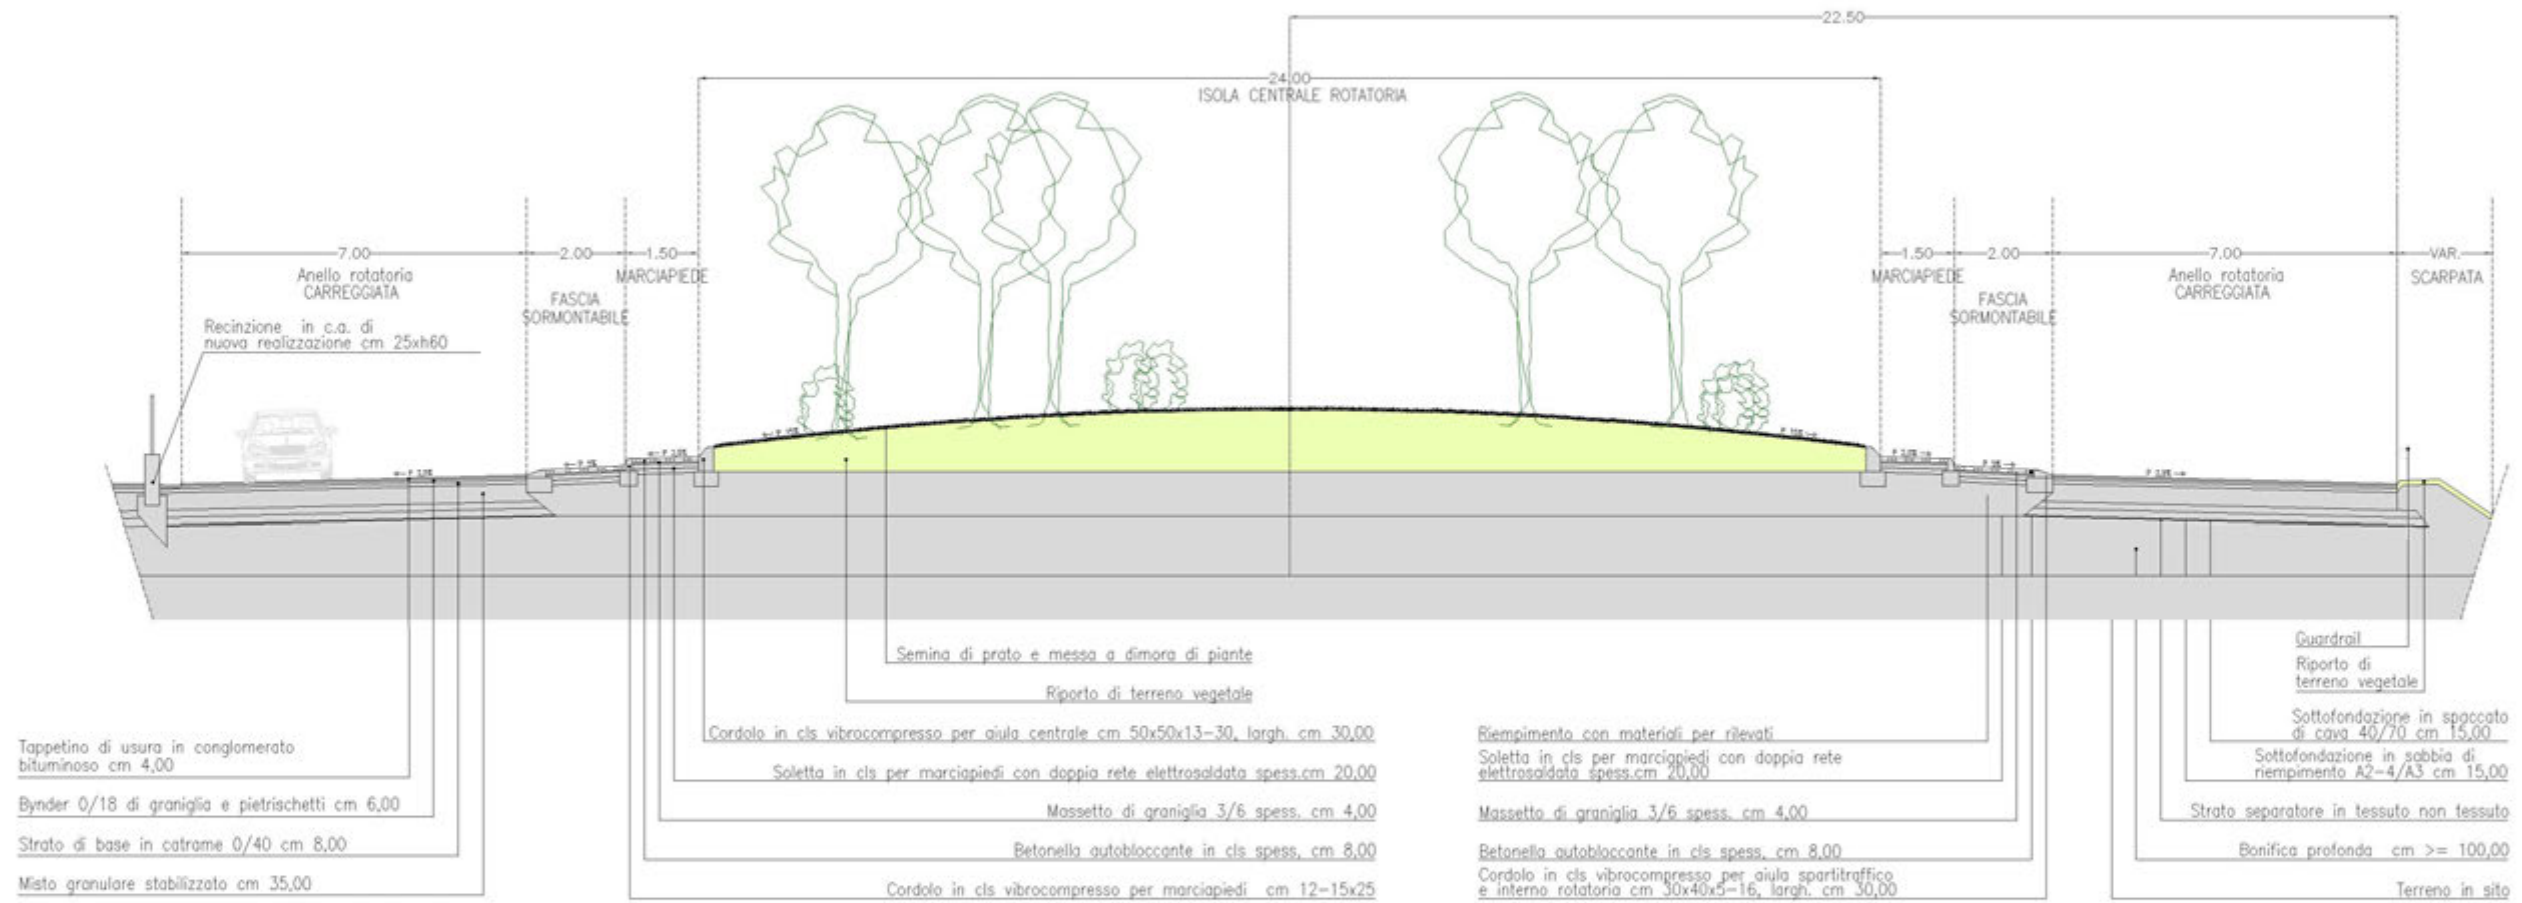 22.50
24.00
ISOLA CENTRALE ROTATORIA
7.00
Anello rotatoria
CARREGGIATA
2.00
FASCIA
SORMONTABILE
1.50
MARCIAPIEDE
1.50
MARCIAPIEDE
2.00
FASCIA
SORMONTABILE
7.00
Anello rotatoria
CARREGGIATA
VAR.
SCARPATA
Recinzione in c.a. di
nuova realizzazione cm 25xh60
Semina di prato e messa a dimora di piante
Riporto di terreno vegetale
Cordolo in cls vibrocompresso per aiula centrale cm 50x50x13-30, largh. cm 30,00
Soletta in cls per marciapiedi con doppia rete elettrosaldata spess.cm 20,00
Massetto di graniglia 3/6 spess. cm 4,00
Betonella autobloccante in cls spess. cm 8,00
Cordolo in cls vibrocompresso per marciapiedi cm 12-15x25
Tappetino di usura in conglomerato
bituminoso cm 4,00
Bynder 0/18 di graniglia e pietrischetti cm 6,00
Strato di base in catrame 0/40 cm 8,00
Misto granulare stabilizzato cm 35,00
Riempimento con materiali per rilevati
Soletta in cls per marciapiedi con doppia rete
elettrosaldata spess.cm 20,00
Massetto di graniglia 3/6 spess. cm 4,00
Betonella autobloccante in cls spess. cm 8,00
Cordolo in cls vibrocompresso per aiula spartitraffico
e interno rotatoria cm 30x40x5-16, largh. cm 30,00
Guardrail
Riporto di
terreno vegetale
Sottofondazione in spaccato
di cava 40/70 cm 15,00
Sottofondazione in sabbia di
riempimento A2-4/A3 cm 15,00
Strato separatore in tessuto non tessuto
Bonifica profonda cm >= 100,00
Terreno in sito